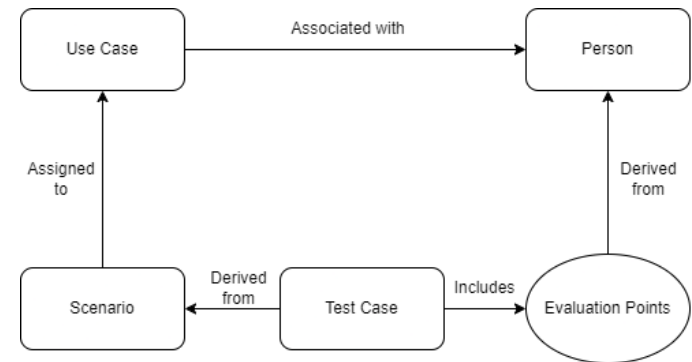 Associated with
Use Case
Person
Assigned
to
Derived
from
Derived
from
Includes
Scenario
Test Case
Evaluation Points